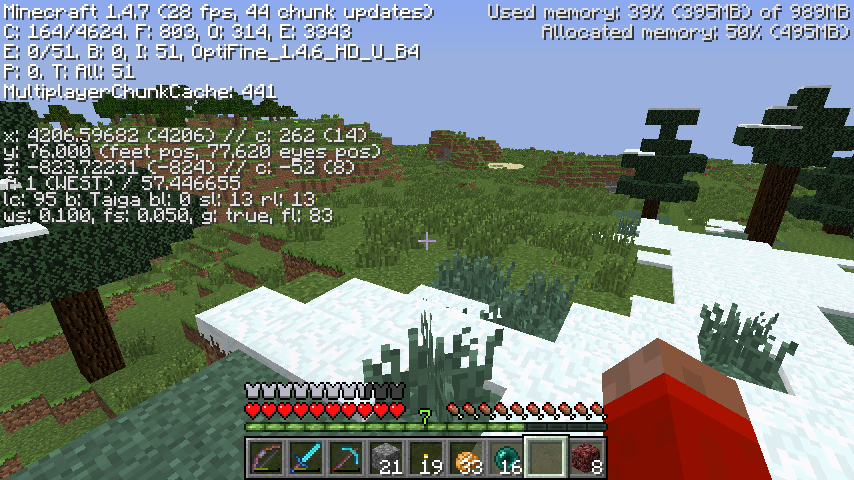 Minecraft 1.4.7 (28 fps, 44 chunk updates)
Used memory: 39% (395MB) of 989MB
C: 164/4624, F: 803, O: 314, E: 3343
Allocated memory: 50% (495MB)
E: 0/51, B: 0, I: 51, OptiFine_1.4.6_HD_U_B4
P: 0, T: All: 51
MultiplayerChunkCache: 441
x: 4206.59682 (4206) // c: 262 (14)
y: 76.000 (feet pos, 77.620 eyes pos)
z: -823.72231 (-824) // c: -52 (8)
f: 1 (WEST) / 57.446655
lc: 95 b: Taiga bl: 0 sl: 13 rl: 13
ws: 0.100, fs: 0.050, g: true, fl: 83
7
21 19 33 16 8